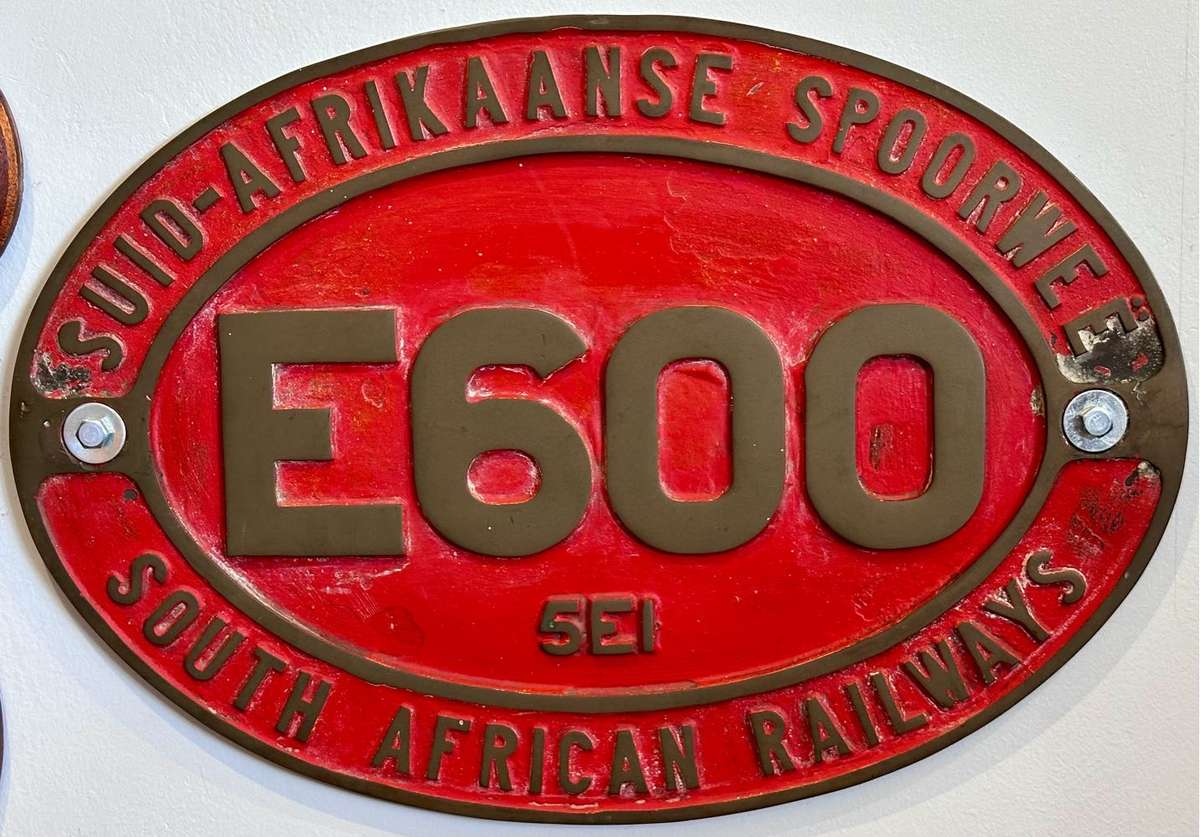 SUID-AFRIKAANSE SPOORWEË
E600
5E1
SOUTH AFRICAN RAILWAYS